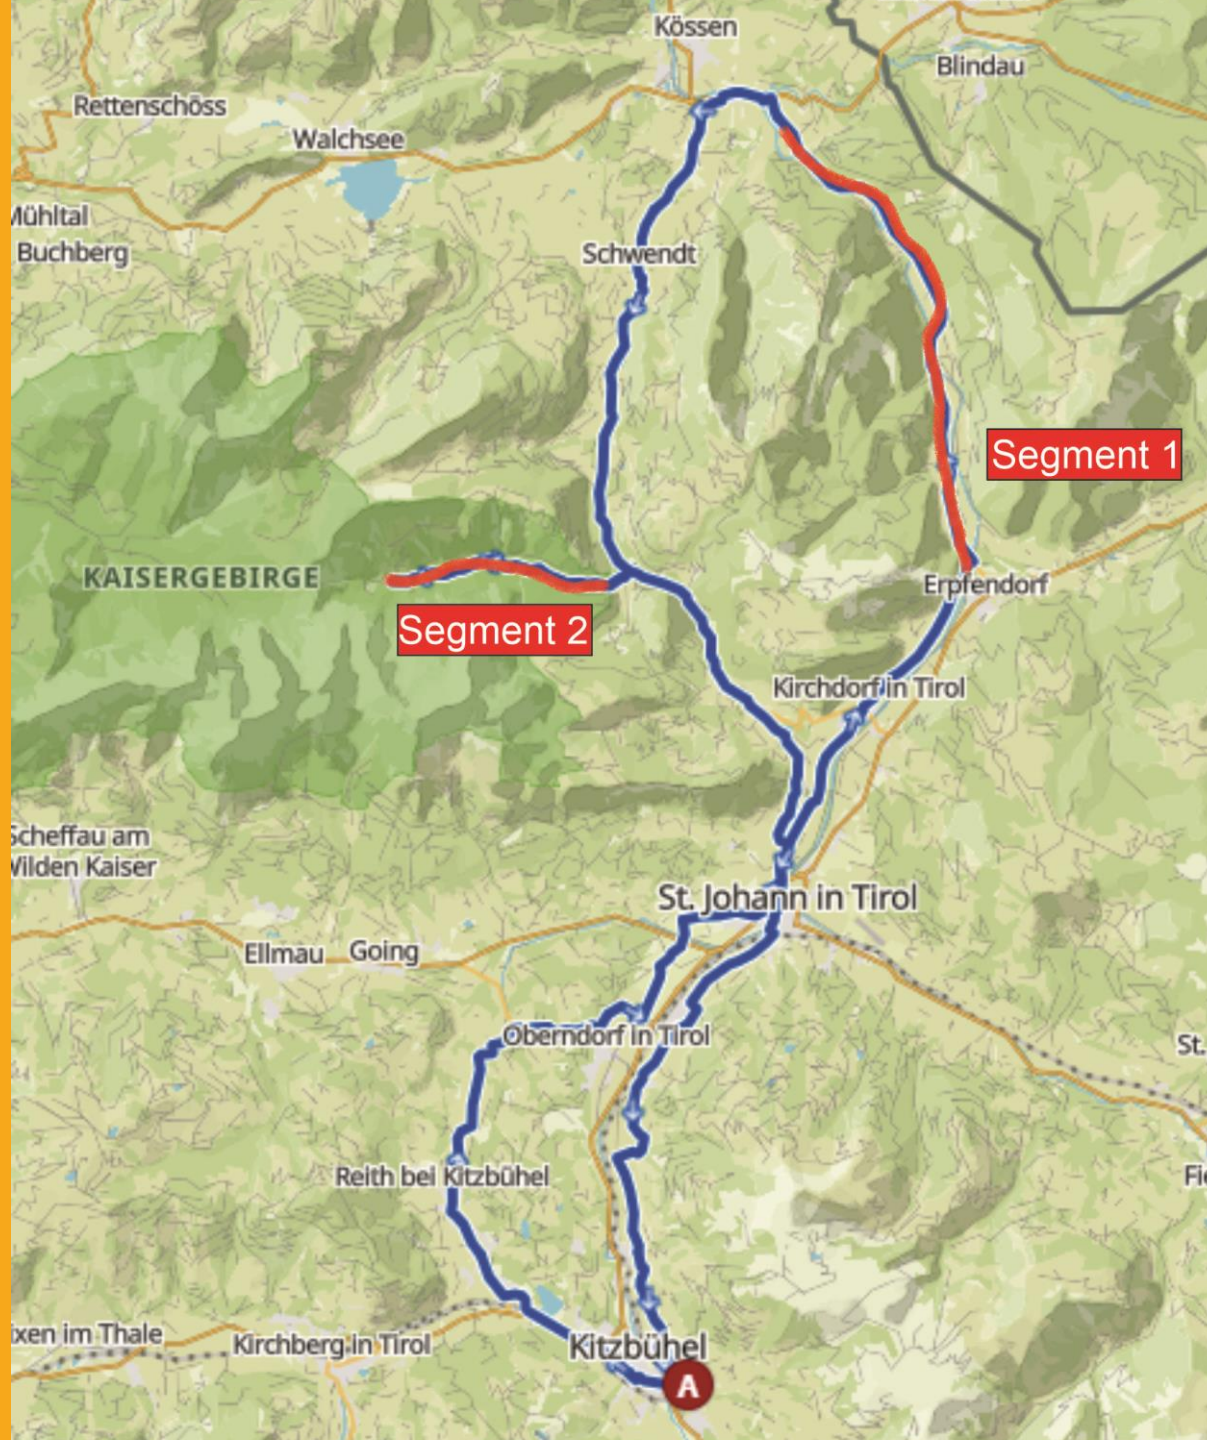 Kössen
Blindau
Rettenschöss
Walchsee
Mühltal
Buchberg
Schwendt
Segment 1
KAISERGEBIRGE
Erpfendorf
Segment 2
Kirchdorf in Tirol
Scheffau am
Wilden Kaiser
St. Johann in Tirol
Ellmau
Going
Oberndorf in Tirol
St.
Reith bei Kitzbühel
Fie
ixen im Thale
Kirchberg in Tirol
Kitzbühel
A